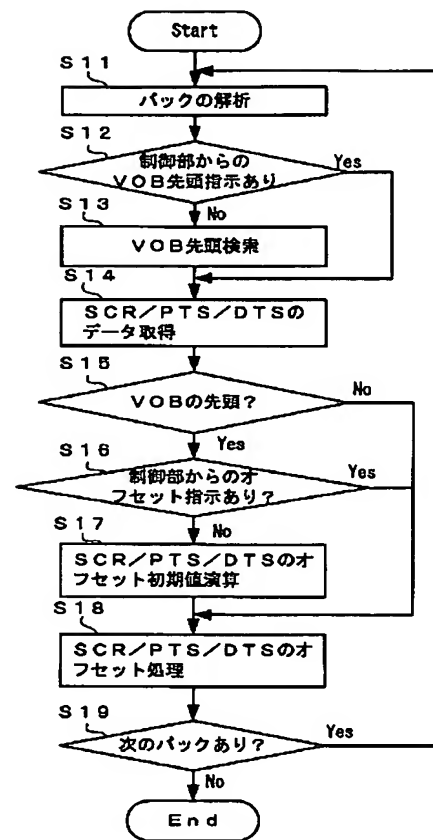 Start
S11
パックの解析
S12
制御部からの
VOB先頭指示あり
Yes
No
S13
VOB先頭検索
S14
SCR/PTS/DTSの
データ取得
S15
VOBの先頭?
No
Yes
S16
制御部からのオ
フセット指示あり?
Yes
No
S17
SCR/PTS/DTSのオ
フセット初期値演算
S18
SCR/PTS/DTSのオ
フセット処理
S19
次のパックあり?
Yes
No
End